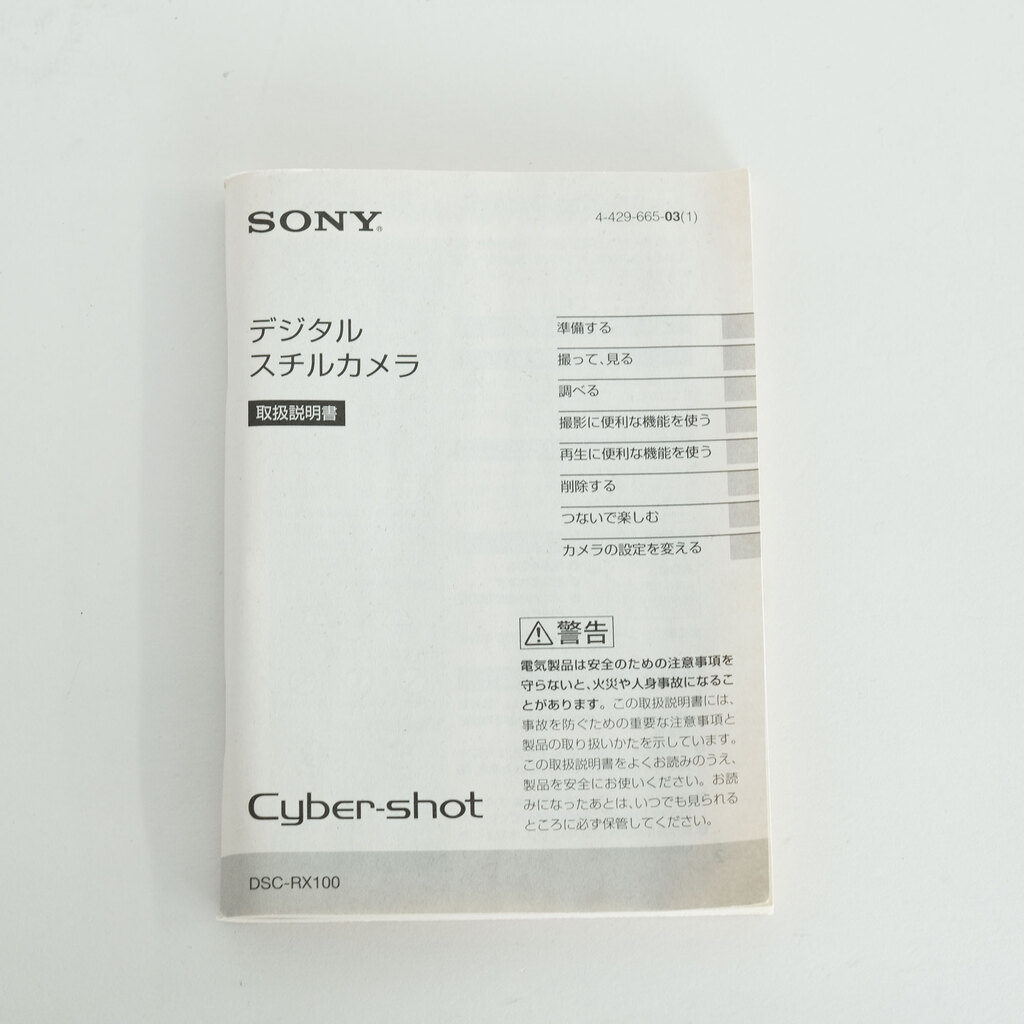 SONY®
4-429-665-03(1)
デジタル
スチルカメラ
取扱説明書
準備する
撮って、見る
調べる
撮影に便利な機能を使う
再生に便利な機能を使う
削除する
つないで楽しむ
カメラの設定を変える
警告
電気製品は安全のための注意事項を
守らないと、火災や人身事故になるこ
とがあります。この取扱説明書には、
事故を防ぐための重要な注意事項と
製品の取り扱いかたを示しています。
この取扱説明書をよくお読みのうえ、
製品を安全にお使いください。お読
みになったあとは、いつでも見られる
ところに必ず保管してください。
Cyber-shot
DSC-RX100